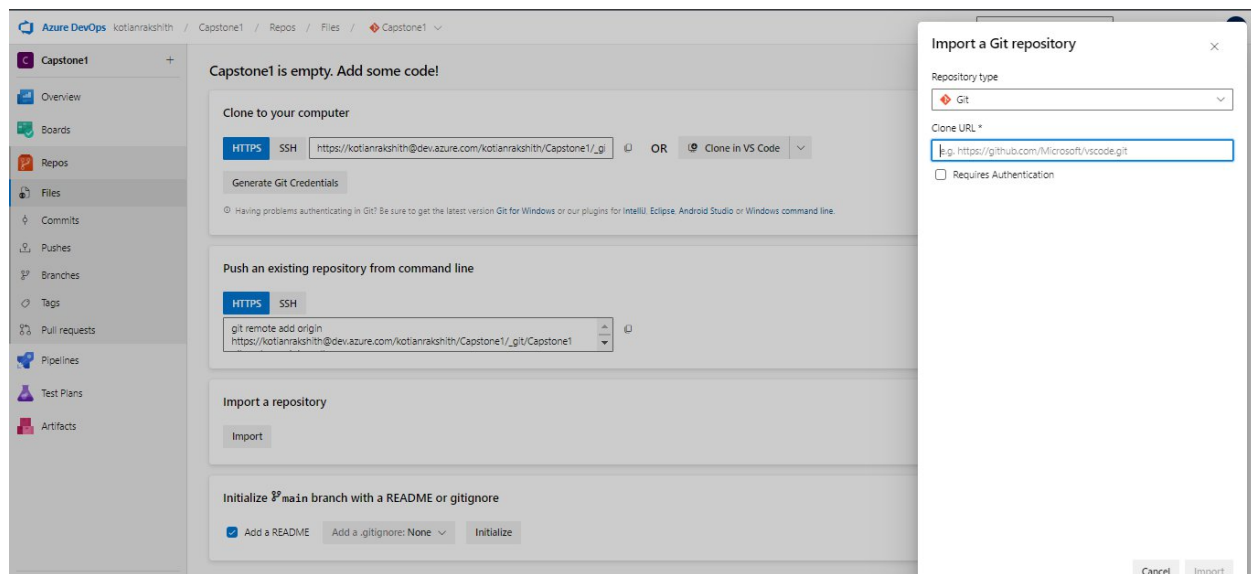 Azure DevOps kotianrakshith / Capstone1 / Repos / Files / Capstone1
C Capstone1 +
Overview
Boards
Repos
Files
Commits
Pushes
Branches
Tags
Pull requests
Pipelines
Test Plans
Artifacts
Capstone1 is empty. Add some code!
Clone to your computer
HTTPS SSH https://kotianrakshith@dev.azure.com/kotianrakshith/Capstone1/_gi OR Clone in VS Code
Generate Git Credentials
Having problems authenticating in Git? Be sure to get the latest version Git for Windows or our plugins for IntelliJ, Eclipse, Android Studio or Windows command line.
Push an existing repository from command line
HTTPS SSH
git remote add origin
https://kotianrakshith@dev.azure.com/kotianrakshith/Capstone1/_git/Capstone1
Import a repository
Import
Initialize main branch with a README or gitignore
Add a README Add a .gitignore: None Initialize
Import a Git repository
Repository type
Git
Clone URL *
e.g. https://github.com/Microsoft/vscode.git
Requires Authentication
Cancel Import